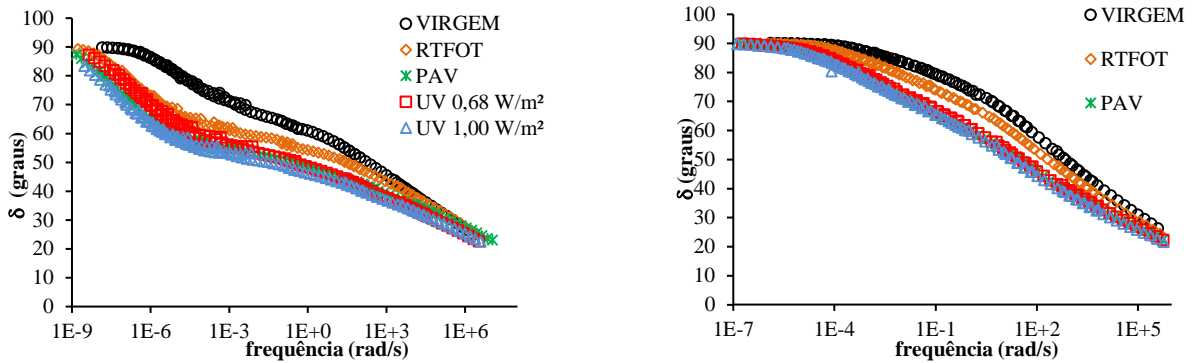 100
90
80
70
60
50
40
30
20
10
0
δ (graus)
1E-9 1E-6 1E-3 1E+0 1E+3 1E+6
frequência (rad/s)
VIRGEM
RTFOT
PAV
UV 0,68 W/m²
UV 1,00 W/m²
100
90
80
70
60
50
40
30
20
10
0
δ (graus)
1E-7 1E-4 1E-1 1E+2 1E+5
frequência (rad/s)
VIRGEM
RTFOT
PAV